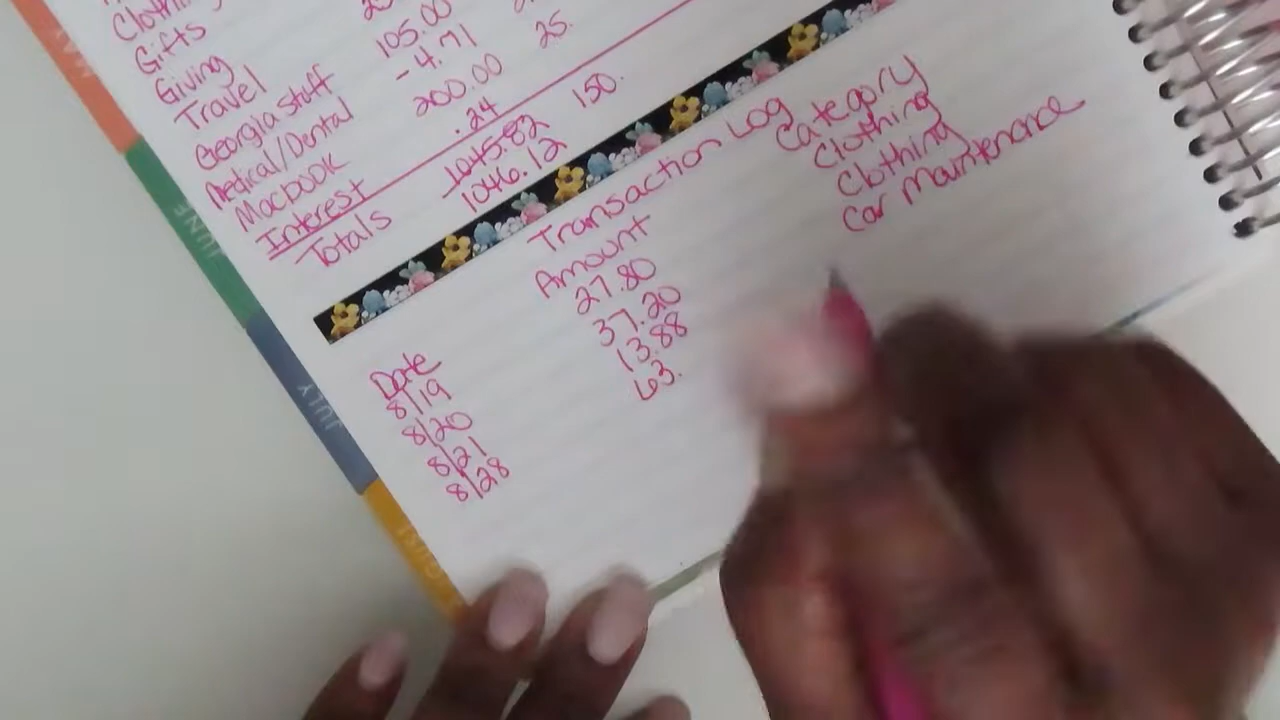 Gifts 105.00
Giving -4.71 25.
Travel 200.00
Georgia stuff .24 150.
Medical/Dental 1045.82
Macbook 1046.12
Interest
Totals
Transaction Log
Date Amount Category
8/19 27.80 Clothing
8/20 37.20 Clothing
8/21 13.88 Car Maintenance
8/28 63.
JUNE
JULY